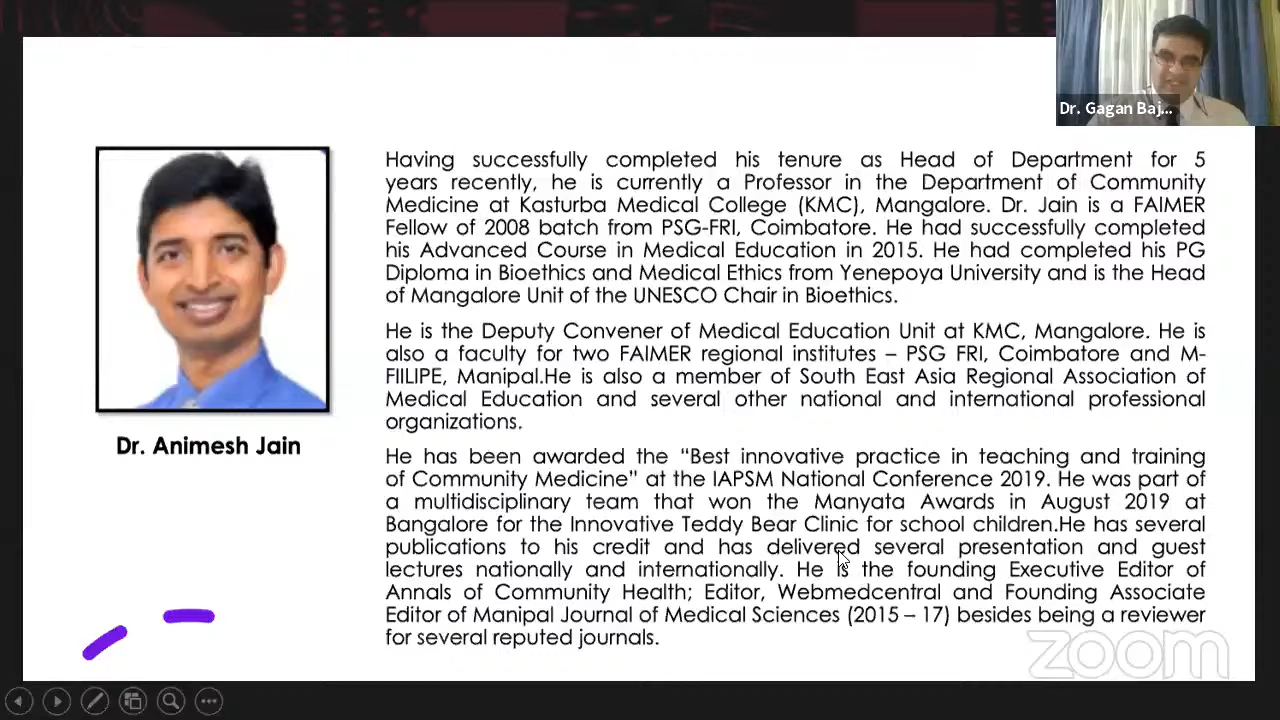 Dr. Gagan Baj...
Having successfully completed his tenure as Head of Department for 5
years recently, he is currently a Professor in the Department of Community
Medicine at Kasturba Medical College (KMC), Mangalore. Dr. Jain is a FAIMER
Fellow of 2008 batch from PSG-FRI, Coimbatore. He had successfully completed
his Advanced Course in Medical Education in 2015. He had completed his PG
Diploma in Bioethics and Medical Ethics from Yenepoya University and is the Head
of Mangalore Unit of the UNESCO Chair in Bioethics.
He is the Deputy Convener of Medical Education Unit at KMC, Mangalore. He is
also a faculty for two FAIMER regional institutes – PSG FRI, Coimbatore and M-
FIILIPE, Manipal.He is also a member of South East Asia Regional Association of
Medical Education and several other national and international professional
organizations.
Dr. Animesh Jain
He has been awarded the “Best innovative practice in teaching and training
of Community Medicine” at the IAPSM National Conference 2019. He was part of
a multidisciplinary team that won the Manyata Awards in August 2019 at
Bangalore for the Innovative Teddy Bear Clinic for school children.He has several
publications to his credit and has delivered several presentation and guest
lectures nationally and internationally. He is the founding Executive Editor of
Annals of Community Health; Editor, Webmedcentral and Founding Associate
Editor of Manipal Journal of Medical Sciences (2015 – 17) besides being a reviewer
for several reputed journals.
zoom